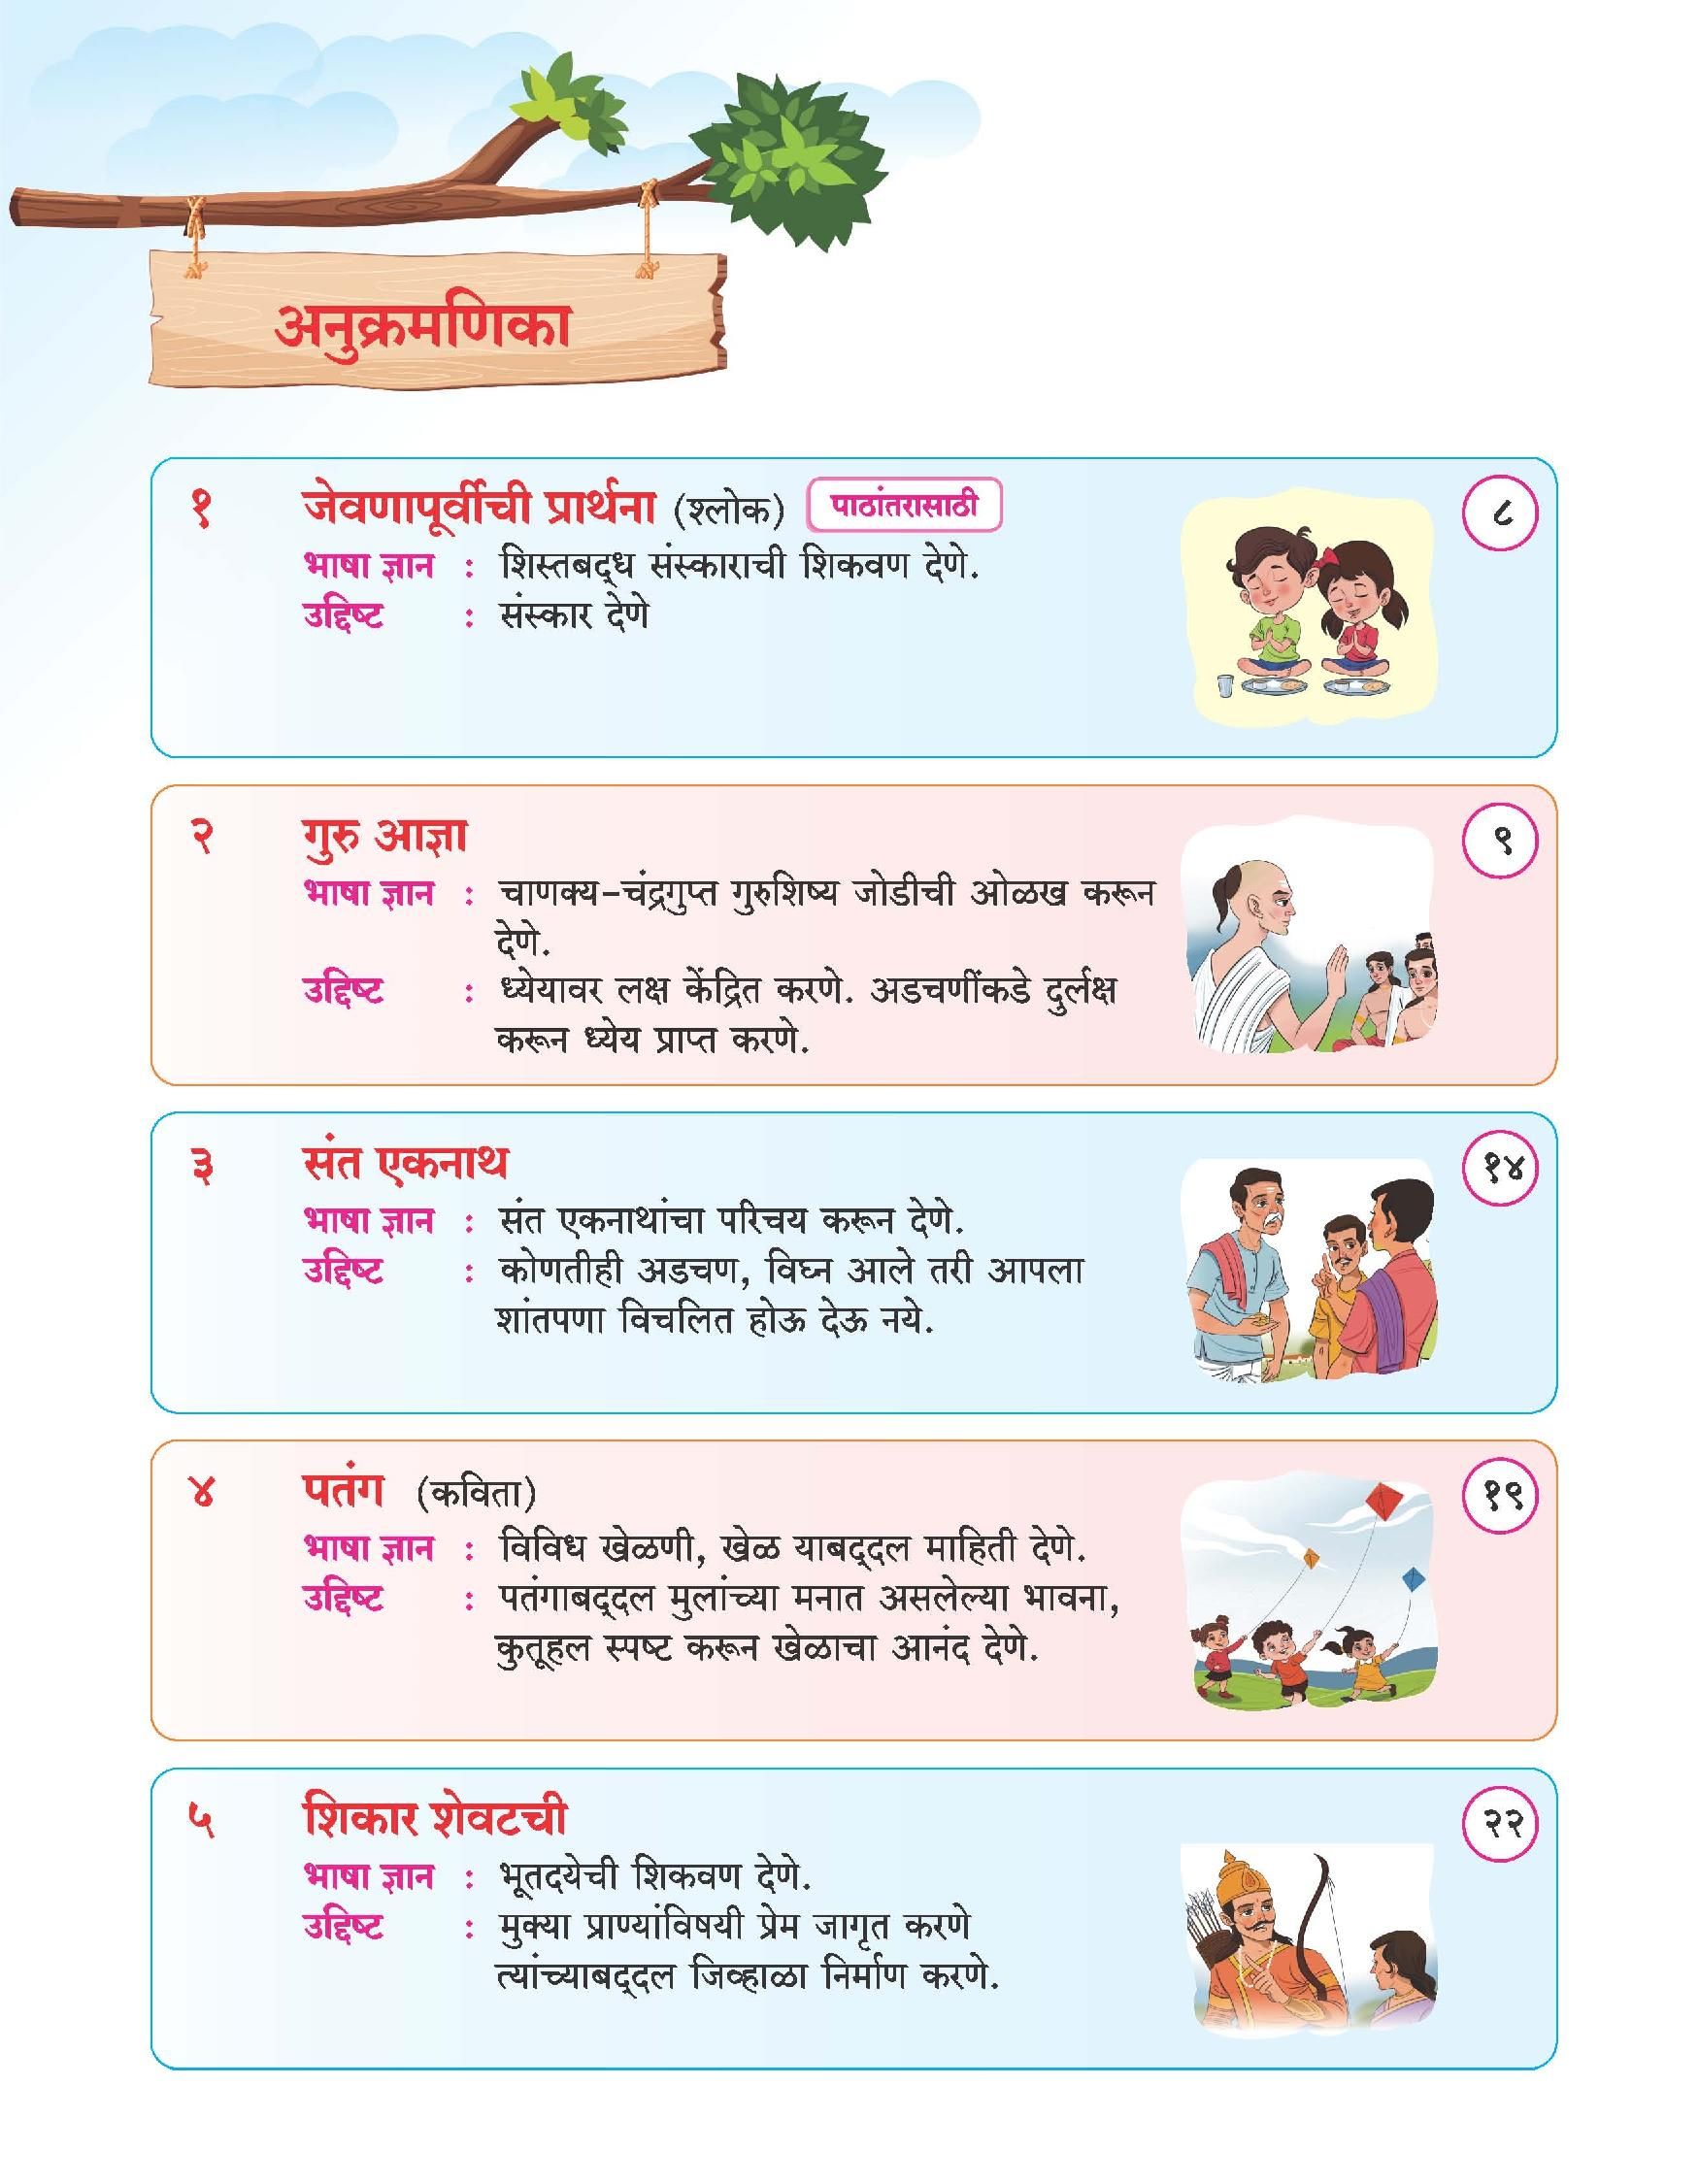 अनुक्रमणिका
१ जेवणापूर्वीची प्रार्थना (श्लोक) पाठांतरासाठी ८
भाषा ज्ञान : शिस्तबद्ध संस्काराची शिकवण देणे.
उद्दिष्ट : संस्कार देणे
२ गुरु आज्ञा ९
भाषा ज्ञान : चाणक्य-चंद्रगुप्त गुरुशिष्य जोडीची ओळख करून
देणे.
उद्दिष्ट : ध्येयावर लक्ष केंद्रित करणे. अडचणींकडे दुर्लक्ष
करून ध्येय प्राप्त करणे.
३ संत एकनाथ १४
भाषा ज्ञान : संत एकनाथांचा परिचय करून देणे.
उद्दिष्ट : कोणतीही अडचण, विघ्न आले तरी आपला
शांतपणा विचलित होऊ देऊ नये.
४ पतंग (कविता) १९
भाषा ज्ञान : विविध खेळणी, खेळ याबद्दल माहिती देणे.
उद्दिष्ट : पतंगाबद्दल मुलांच्या मनात असलेल्या भावना,
कुतूहल स्पष्ट करून खेळाचा आनंद देणे.
५ शिकार शेवटची २२
भाषा ज्ञान : भूतदयेची शिकवण देणे.
उद्दिष्ट : मुक्या प्राण्यांविषयी प्रेम जागृत करणे
त्यांच्याबद्दल जिव्हाळा निर्माण करणे.